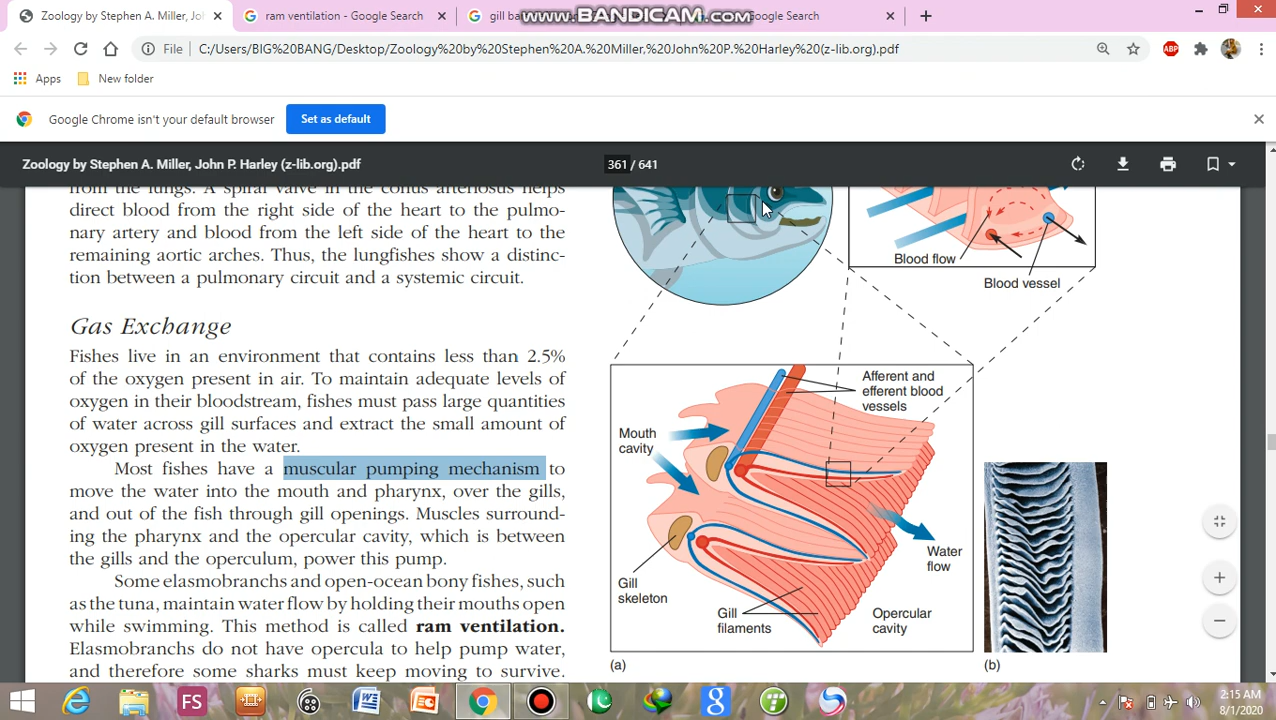 Zoology by Stephen A. Miller, Joh
ram ventilation - Google Search
gill ba
www.BANDICAM.com
Google Search
File
C:/Users/BIG%20BANG/Desktop/Zoology%20by%20Stephen%20A.%20Miller,%20John%20P.%20Harley%20(z-lib.org).pdf
ABP
Apps
New folder
Google Chrome isn't your default browser
Set as default
Zoology by Stephen A. Miller, John P. Harley (z-lib.org).pdf
361 / 641
from the lungs. A spiral valve in the conus arteriosus helps
direct blood from the right side of the heart to the pulmo-
nary artery and blood from the left side of the heart to the
remaining aortic arches. Thus, the lungfishes show a distinc-
tion between a pulmonary circuit and a systemic circuit.
Gas Exchange
Fishes live in an environment that contains less than 2.5%
of the oxygen present in air. To maintain adequate levels of
oxygen in their bloodstream, fishes must pass large quantities
of water across gill surfaces and extract the small amount of
oxygen present in the water.
Most fishes have a muscular pumping mechanism to
move the water into the mouth and pharynx, over the gills,
and out of the fish through gill openings. Muscles surround-
ing the pharynx and the opercular cavity, which is between
the gills and the operculum, power this pump.
Some elasmobranchs and open-ocean bony fishes, such
as the tuna, maintain water flow by holding their mouths open
while swimming. This method is called ram ventilation.
Elasmobranchs do not have opercula to help pump water,
and therefore some sharks must keep moving to survive.
Blood flow
Blood vessel
Afferent and
efferent blood
vessels
Mouth
cavity
Water
flow
Gill
skeleton
Gill
filaments
Opercular
cavity
(a)
(b)
FS
2:15 AM
8/1/2020